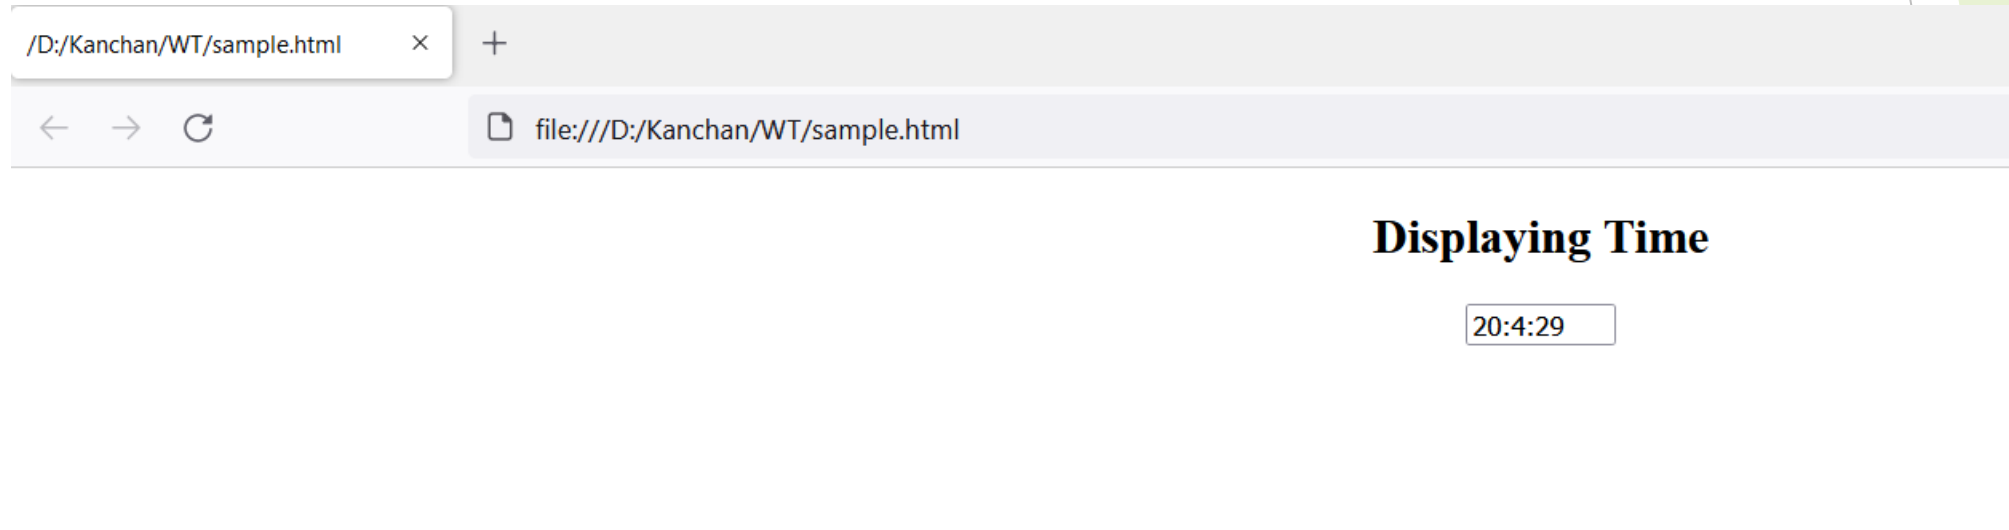 /D:/Kanchan/WT/sample.html
file:///D:/Kanchan/WT/sample.html
Displaying Time
20:4:29